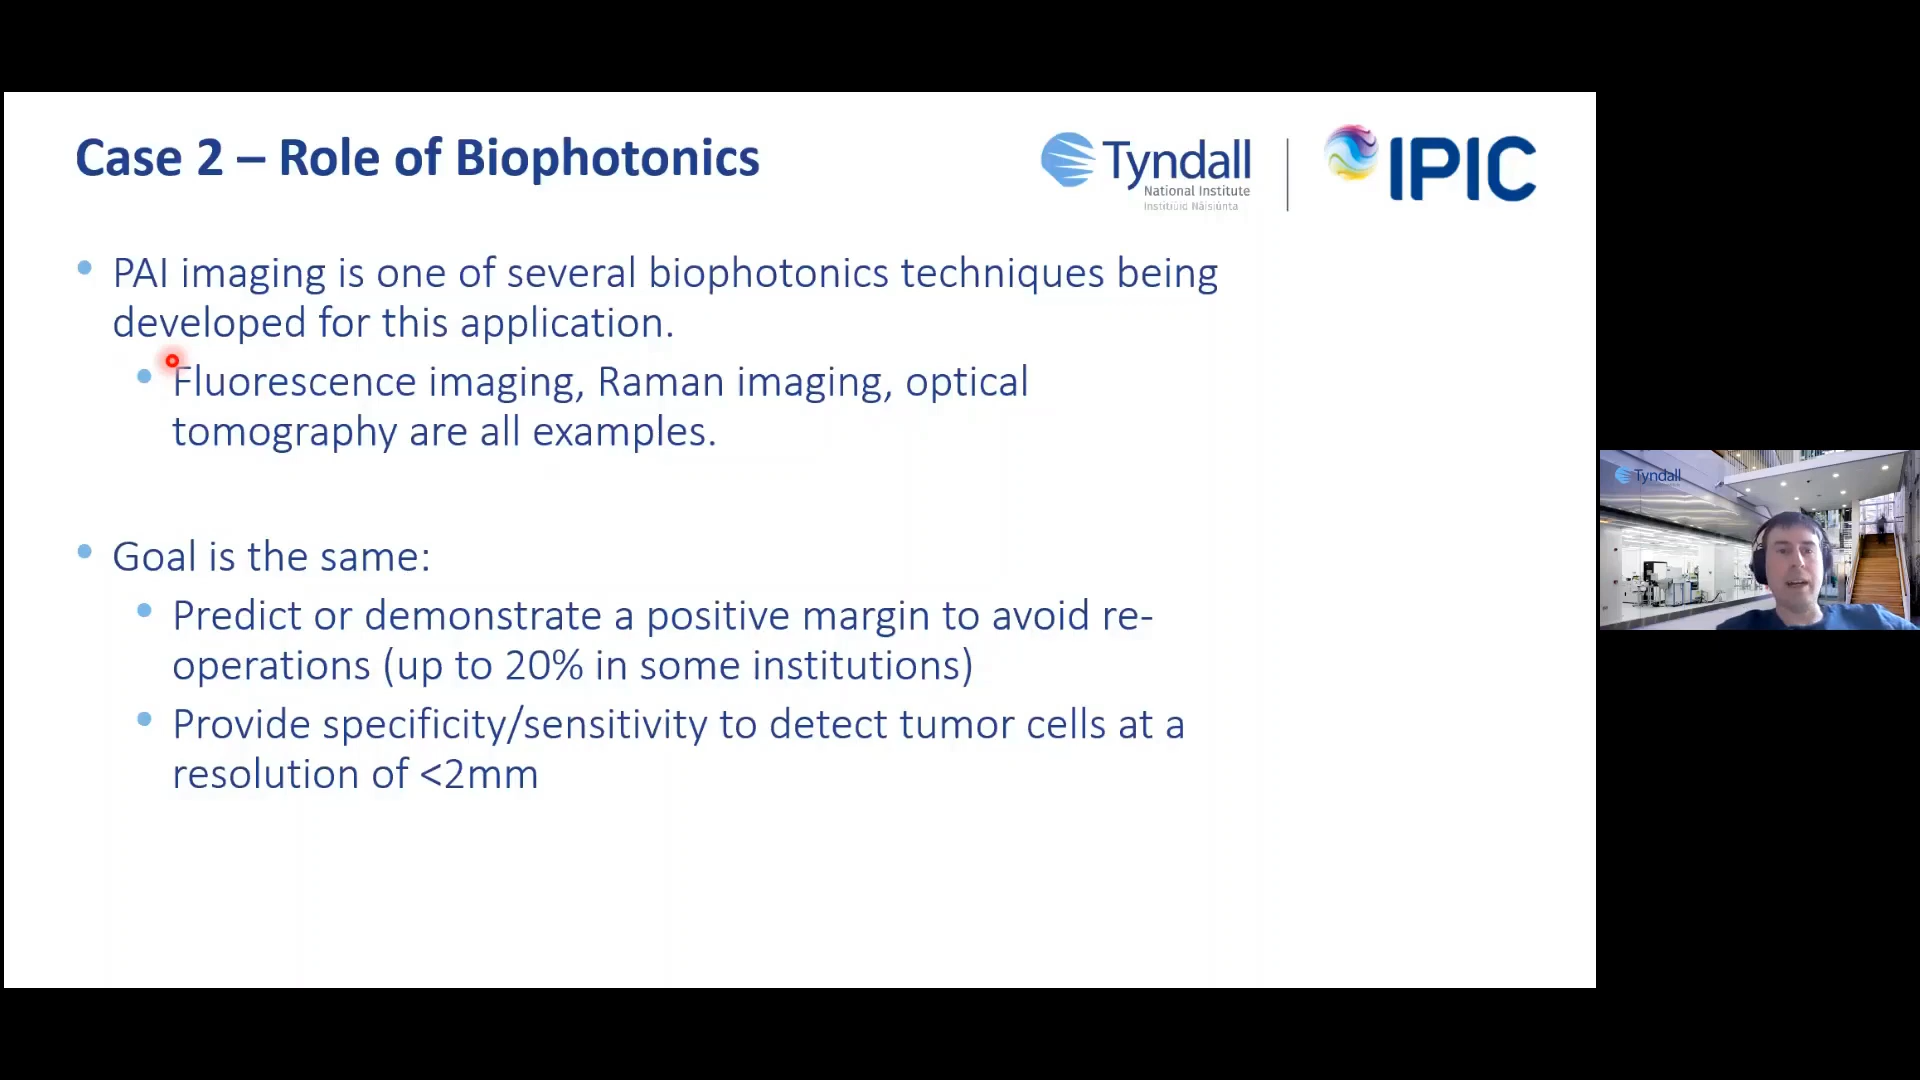 Case 2 – Role of Biophotonics
Tyndall
National Institute
Institiúid Náisiúnta
IPIC
• PAI imaging is one of several biophotonics techniques being
developed for this application.
• Fluorescence imaging, Raman imaging, optical
tomography are all examples.
• Goal is the same:
• Predict or demonstrate a positive margin to avoid re-
operations (up to 20% in some institutions)
• Provide specificity/sensitivity to detect tumor cells at a
resolution of <2mm
Tyndall